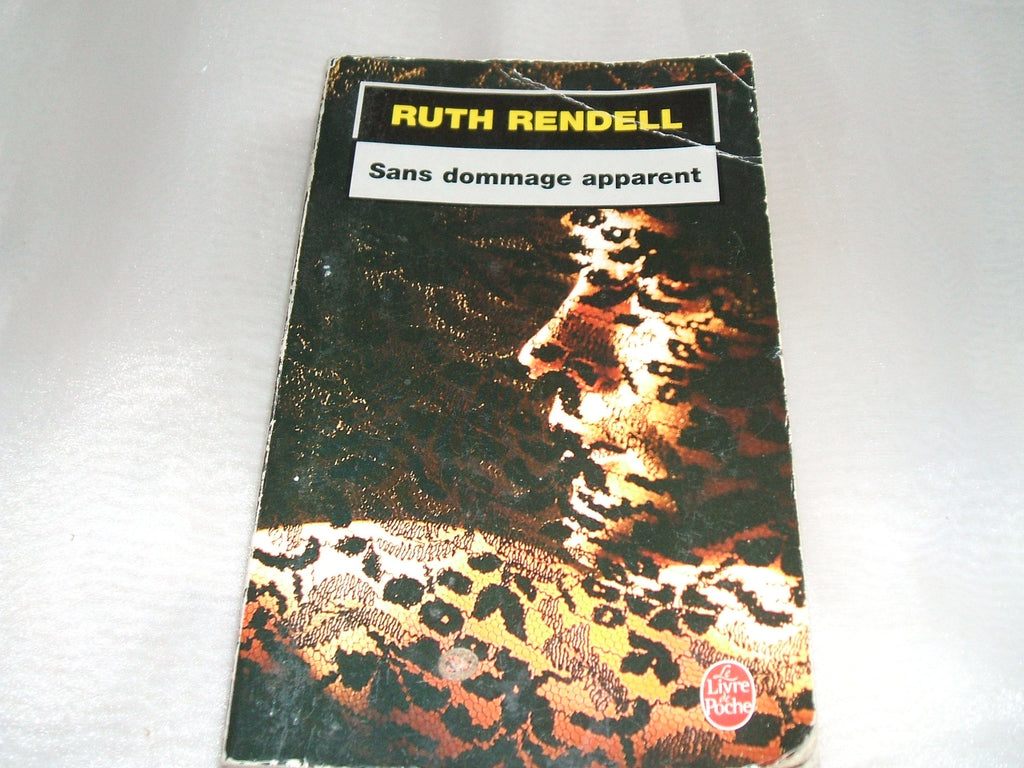 RUTH RENDELL
Sans dommage apparent
Le
Livre
de
Poche